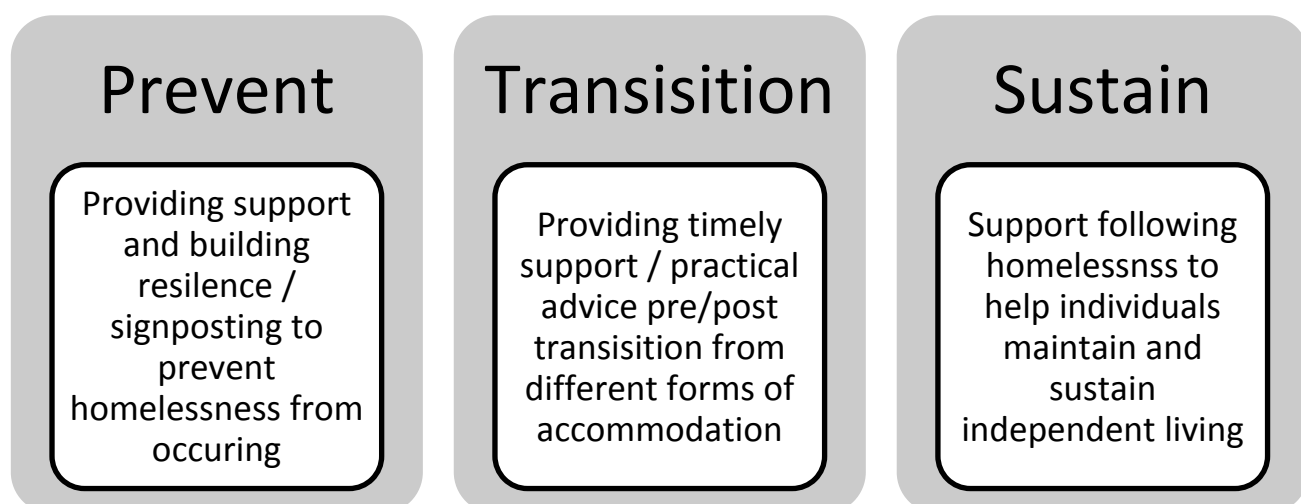 Prevent
Providing support
and building
resilence /
signposting to
prevent
homelessness from
occuring
Transisition
Providing timely
support / practical
advice pre/post
transisition from
different forms of
accommodation
Sustain
Support following
homelessnss to
help individuals
maintain and
sustain
independent living